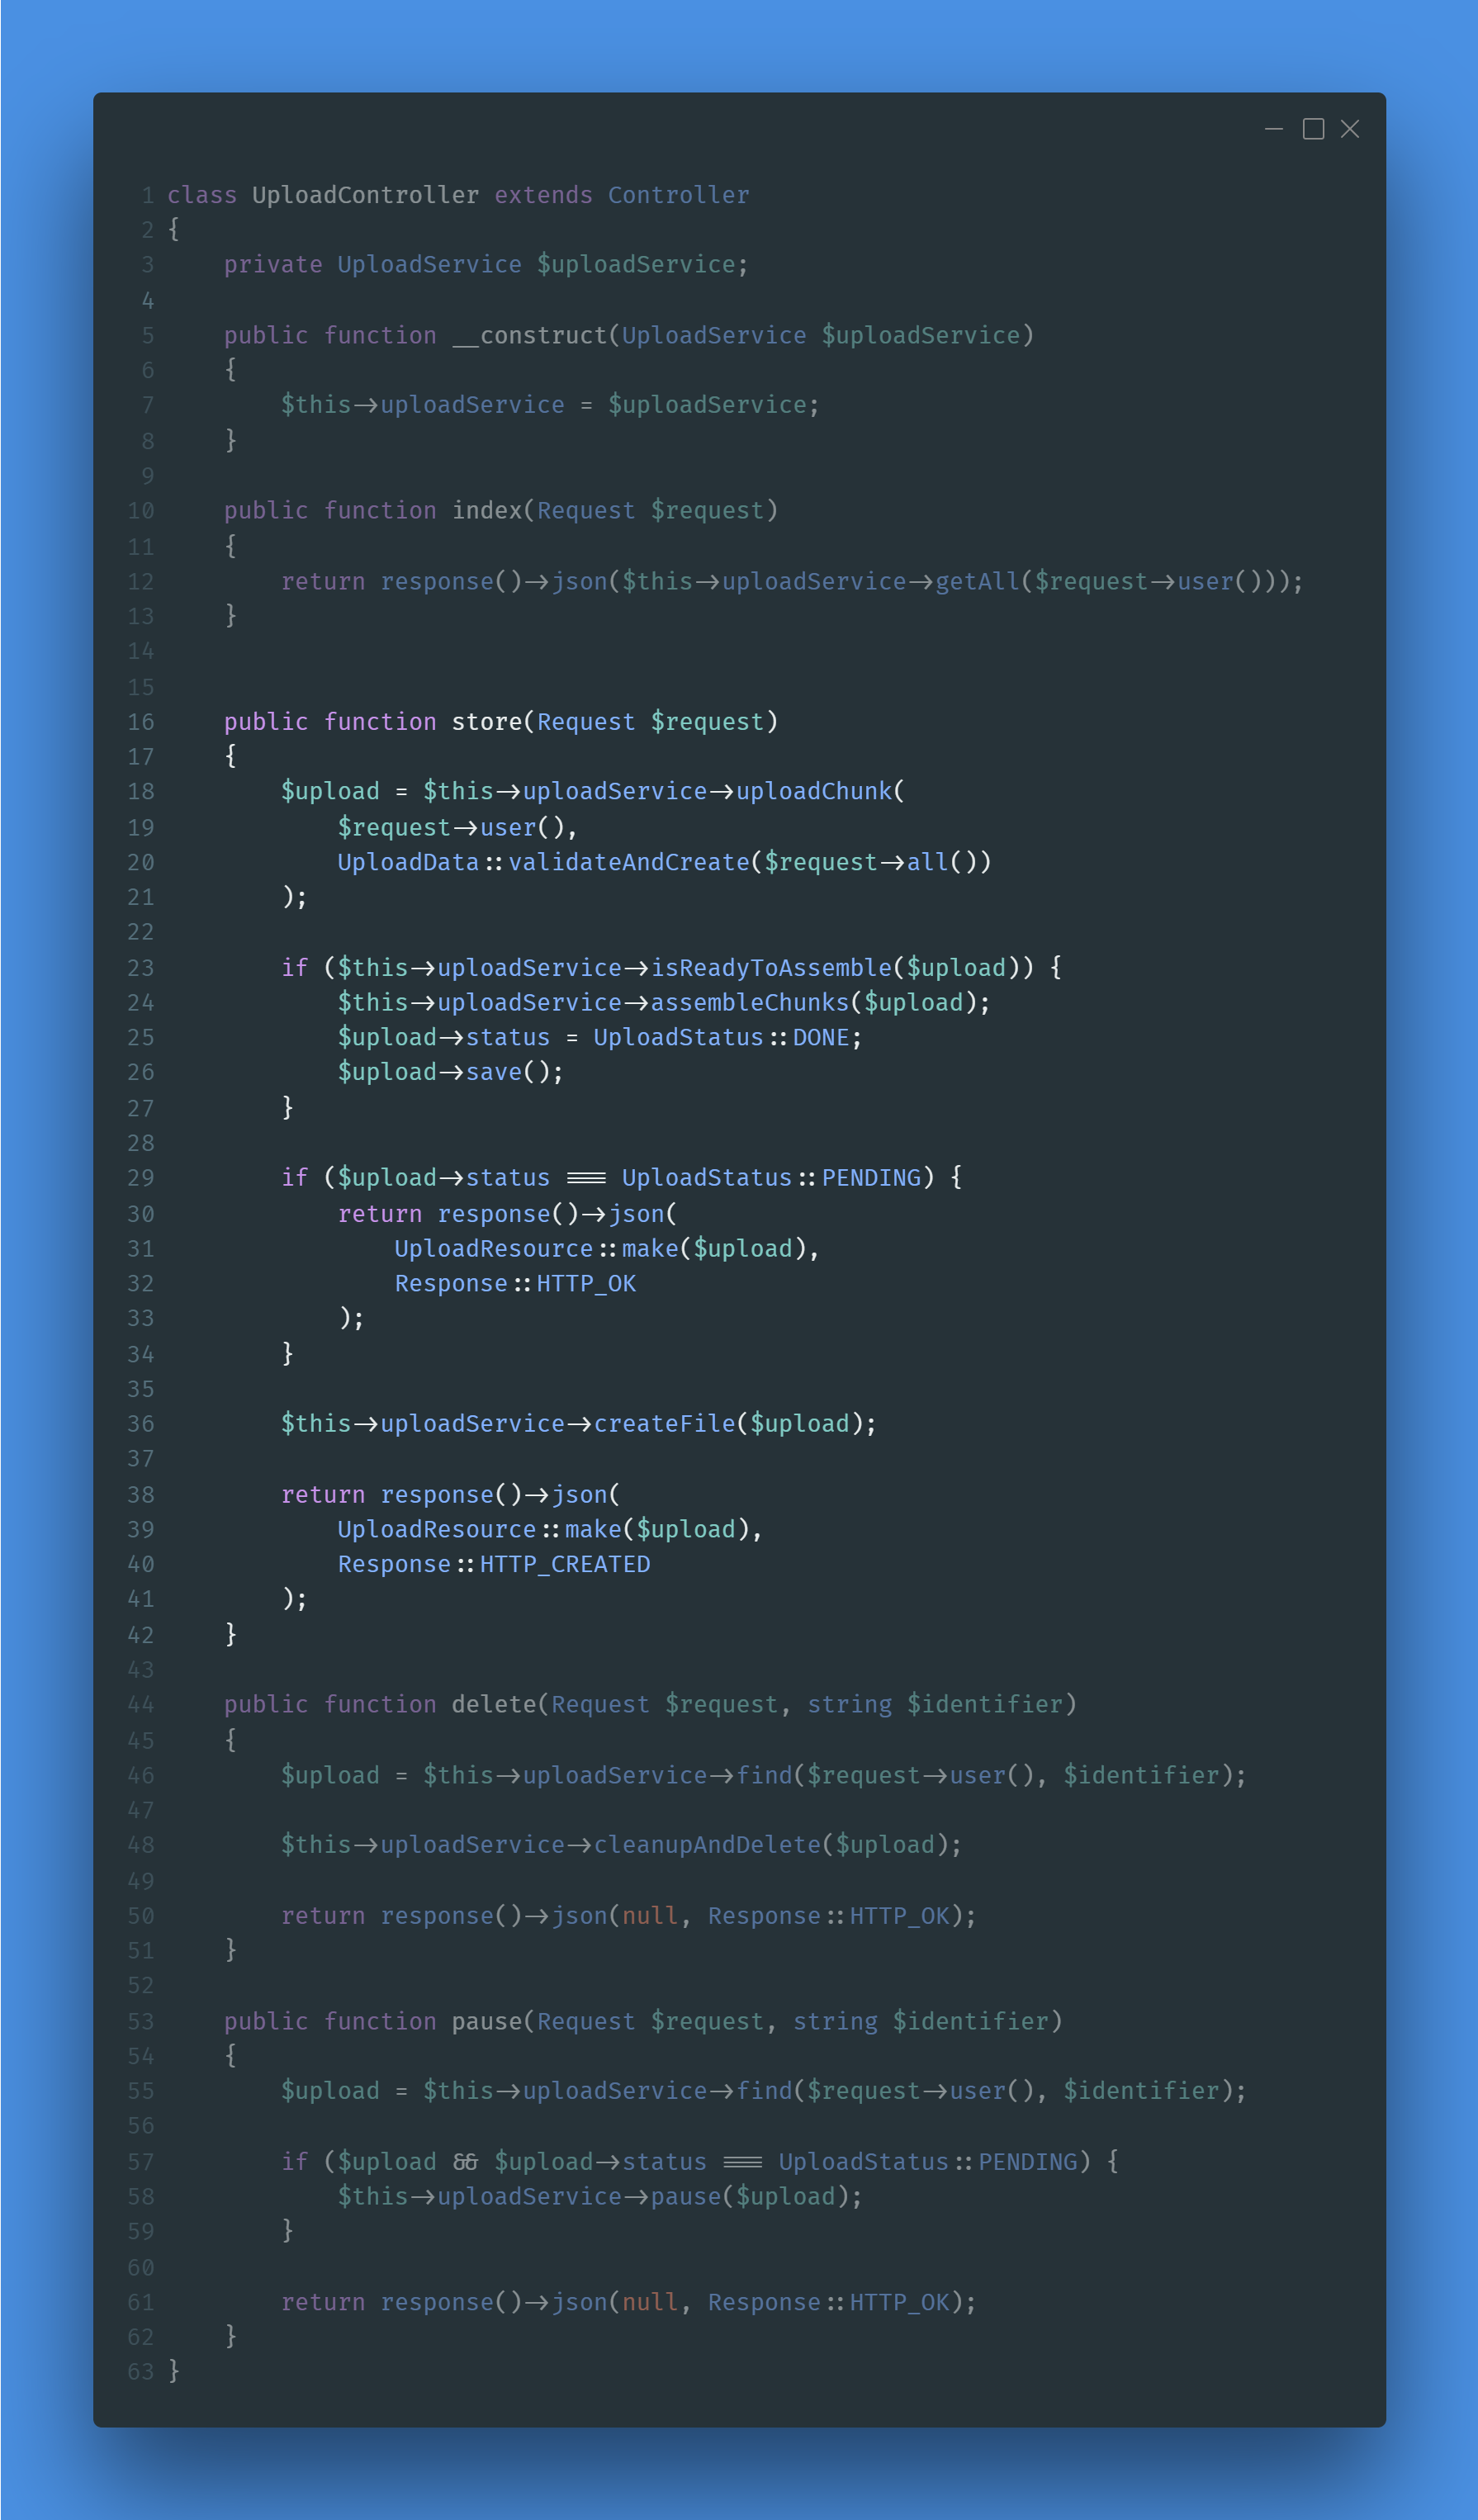 1 class UploadController extends Controller
2 {
3     private UploadService $uploadService;
4
5     public function __construct(UploadService $uploadService)
6     {
7         $this->uploadService = $uploadService;
8     }
9
10     public function index(Request $request)
11     {
12         return response()->json($this->uploadService->getAll($request->user()));
13     }
14
15
16     public function store(Request $request)
17     {
18         $upload = $this->uploadService->uploadChunk(
19             $request->user(),
20             UploadData::validateAndCreate($request->all())
21         );
22
23         if ($this->uploadService->isReadyToAssemble($upload)) {
24             $this->uploadService->assembleChunks($upload);
25             $upload->status = UploadStatus::DONE;
26             $upload->save();
27         }
28
29         if ($upload->status === UploadStatus::PENDING) {
30             return response()->json(
31                 UploadResource::make($upload),
32                 Response::HTTP_OK
33             );
34         }
35
36         $this->uploadService->createFile($upload);
37
38         return response()->json(
39             UploadResource::make($upload),
40             Response::HTTP_CREATED
41         );
42     }
43
44     public function delete(Request $request, string $identifier)
45     {
46         $upload = $this->uploadService->find($request->user(), $identifier);
47
48         $this->uploadService->cleanupAndDelete($upload);
49
50         return response()->json(null, Response::HTTP_OK);
51     }
52
53     public function pause(Request $request, string $identifier)
54     {
55         $upload = $this->uploadService->find($request->user(), $identifier);
56
57         if ($upload && $upload->status === UploadStatus::PENDING) {
58             $this->uploadService->pause($upload);
59         }
60
61         return response()->json(null, Response::HTTP_OK);
62     }
63 }